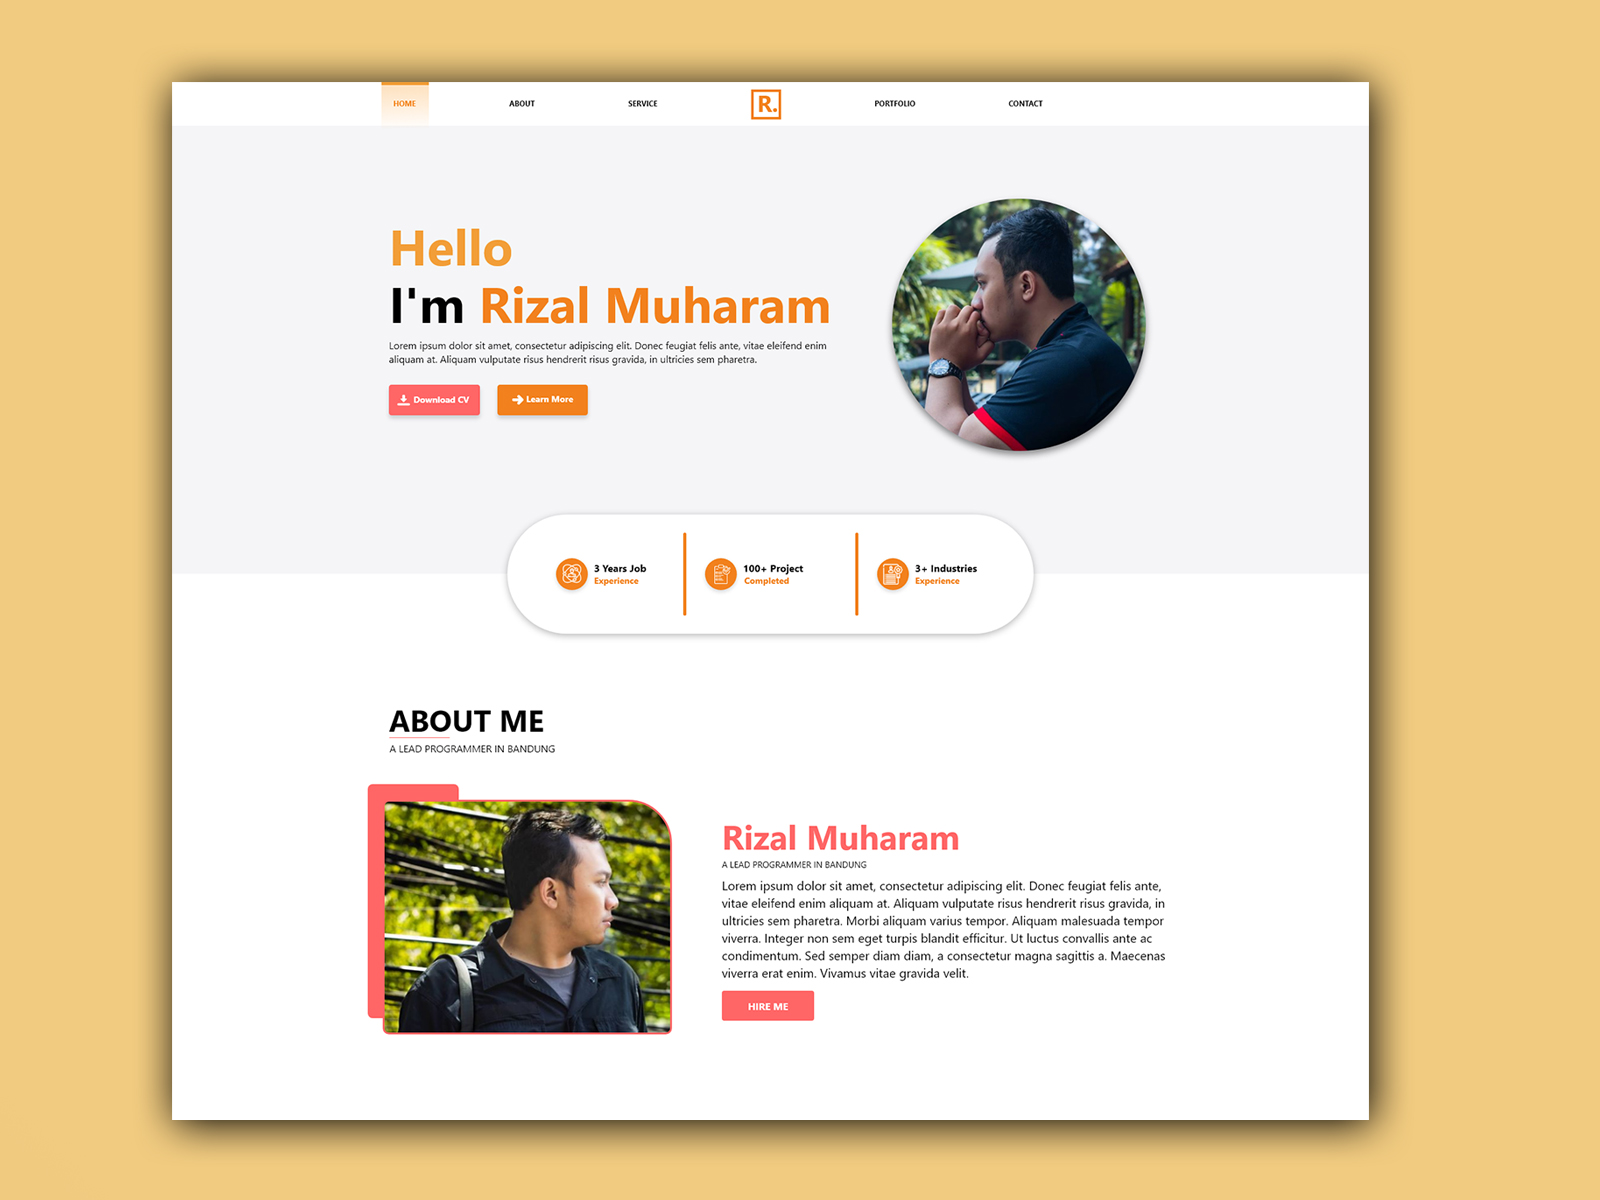 HOME ABOUT SERVICE R. PORTFOLIO CONTACT
Hello
I'm Rizal Muharam
Lorem ipsum dolor sit amet, consectetur adipiscing elit. Donec feugiat felis ante, vitae eleifend enim
aliquam at. Aliquam vulputate risus hendrerit risus gravida, in ultricies sem pharetra.
Download CV Learn More
3 Years Job
Experience
100+ Project
Completed
3+ Industries
Experience
ABOUT ME
A LEAD PROGRAMMER IN BANDUNG
Rizal Muharam
A LEAD PROGRAMMER IN BANDUNG
Lorem ipsum dolor sit amet, consectetur adipiscing elit. Donec feugiat felis ante,
vitae eleifend enim aliquam at. Aliquam vulputate risus hendrerit risus gravida, in
ultricies sem pharetra. Morbi aliquam varius tempor. Aliquam malesuada tempor
viverra. Integer non sem eget turpis blandit efficitur. Ut luctus convallis ante ac
condimentum. Sed semper diam diam, a consectetur magna sagittis a. Maecenas
viverra erat enim. Vivamus vitae gravida velit.
HIRE ME